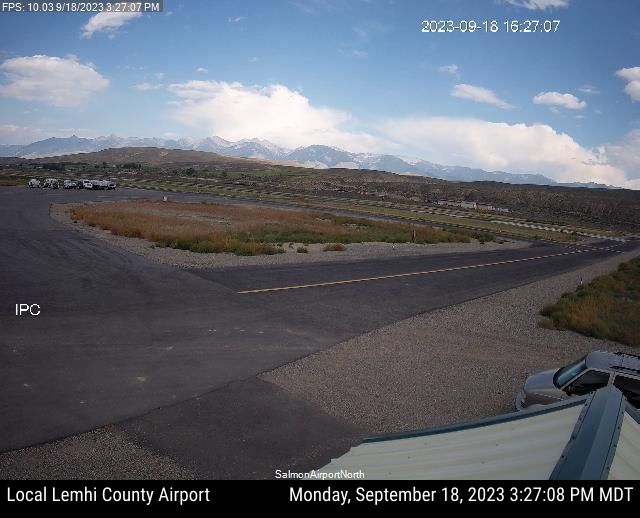 FPS: 10.03 9/18/2023 3:27:07 PM
2023-09-18 16:27:07
IPC
SalmonAirportNorth
Local Lemhi County Airport
Monday, September 18, 2023 3:27:08 PM MDT